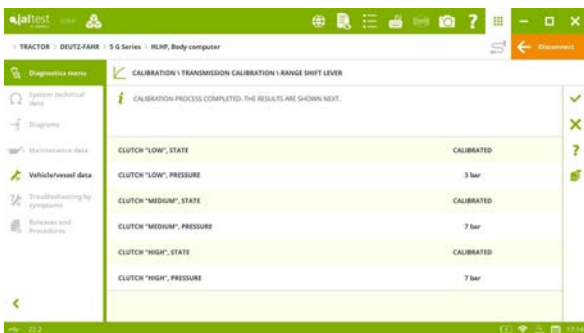 ajaltest
TRACTOR › DEUTZ-FAHR › 5 G Series › HLHP, Body computer
Disconnect
Diagnostics menu
CALIBRATION \ TRANSMISSION CALIBRATION \ RANGE SHIFT LEVER
System technical
data
CALIBRATION PROCESS COMPLETED. THE RESULTS ARE SHOWN NEXT.
Diagrams
Maintenance data
CLUTCH "LOW", STATE CALIBRATED
Vehicle/vessel data
CLUTCH "LOW", PRESSURE 3 bar
Troubleshooting by
symptoms
CLUTCH "MEDIUM", STATE CALIBRATED
Releases and
Procedures
CLUTCH "MEDIUM", PRESSURE 7 bar
CLUTCH "HIGH", STATE CALIBRATED
CLUTCH "HIGH", PRESSURE 7 bar
22.2